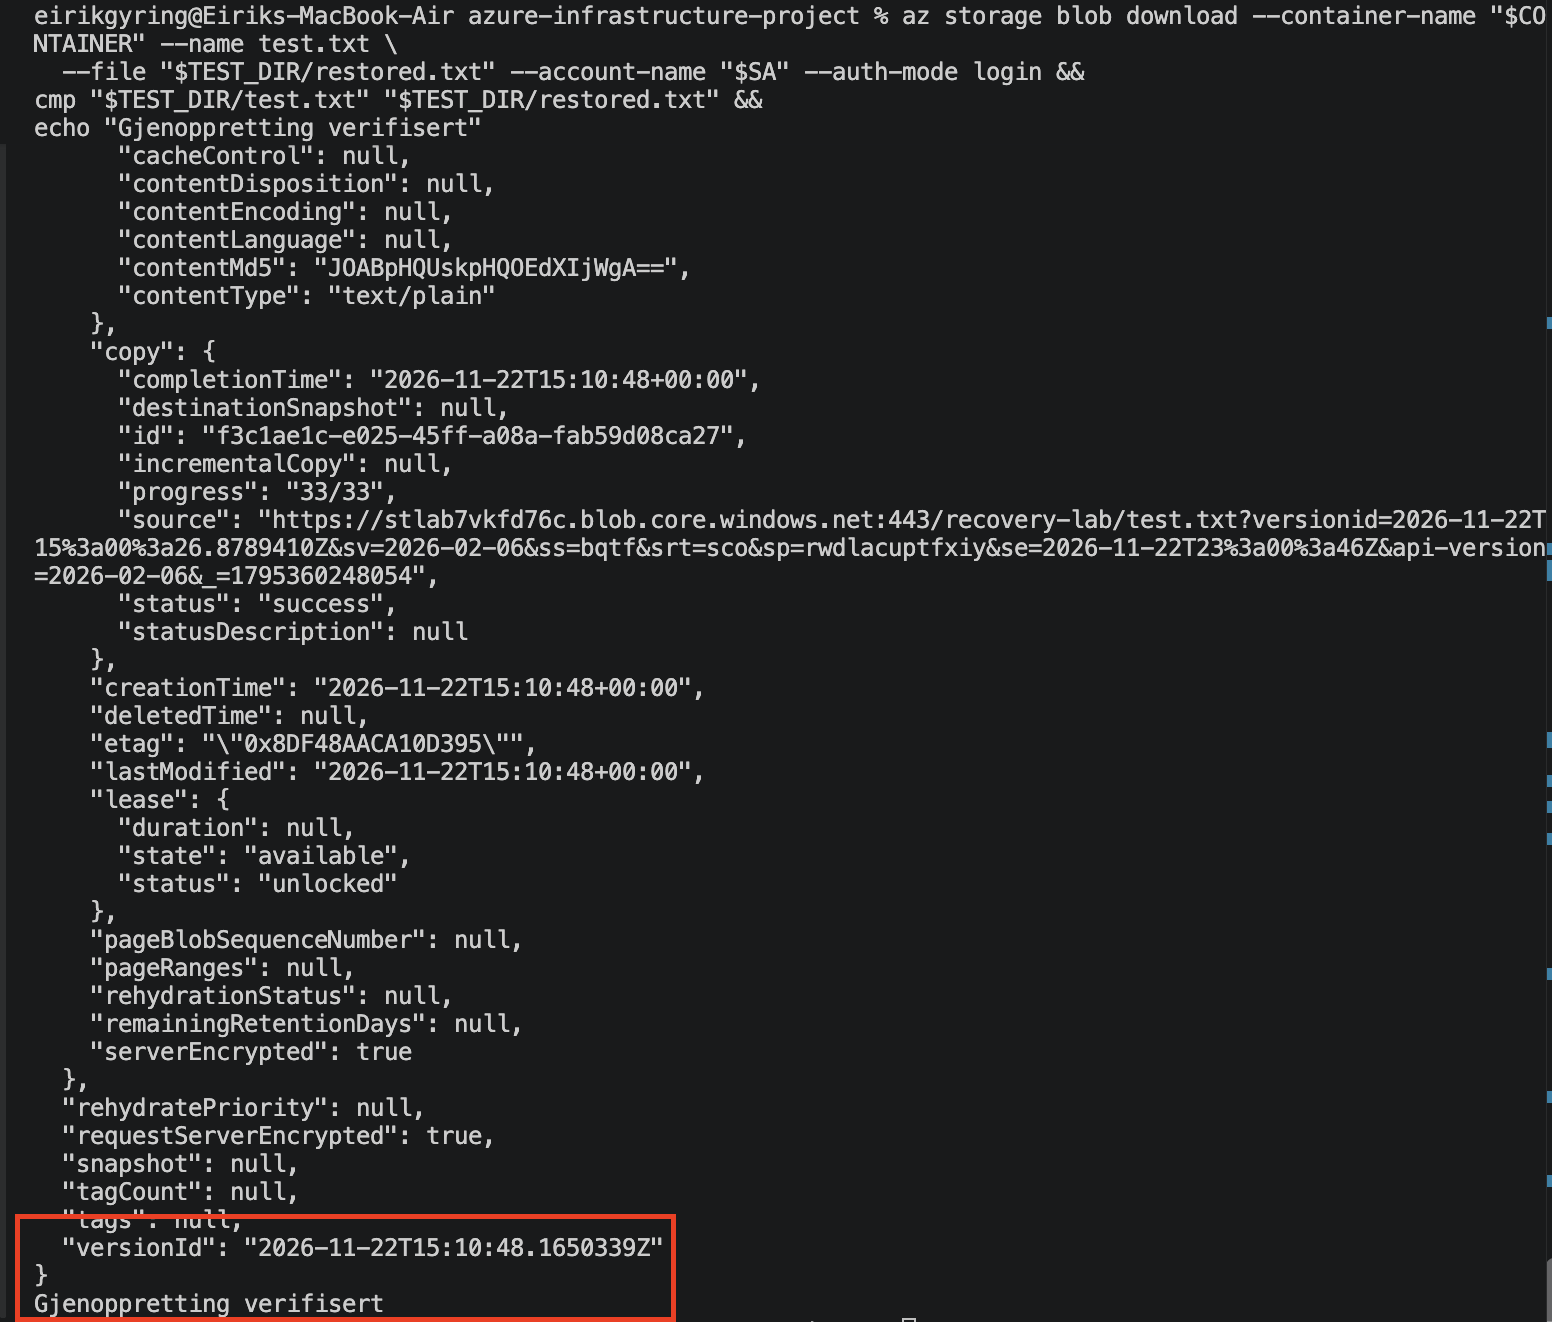 eirikgyring@Eiriks-MacBook-Air azure-infrastructure-project % az storage blob download --container-name "$CO
NTAINER" --name test.txt \
  --file "$TEST_DIR/restored.txt" --account-name "$SA" --auth-mode login &&
cmp "$TEST_DIR/test.txt" "$TEST_DIR/restored.txt" &&
echo "Gjenoppretting verifisert"
      "cacheControl": null,
      "contentDisposition": null,
      "contentEncoding": null,
      "contentLanguage": null,
      "contentMd5": "JOABpHQUskpHQOEdXIjWgA==",
      "contentType": "text/plain"
    },
    "copy": {
      "completionTime": "2026-11-22T15:10:48+00:00",
      "destinationSnapshot": null,
      "id": "f3c1ae1c-e025-45ff-a08a-fab59d08ca27",
      "incrementalCopy": null,
      "progress": "33/33",
      "source": "https://stlab7vkfd76c.blob.core.windows.net:443/recovery-lab/test.txt?versionid=2026-11-22T
15%3a00%3a26.8789410Z&sv=2026-02-06&ss=bqtf&srt=sco&sp=rwdlacuptfxiy&se=2026-11-22T23%3a00%3a46Z&api-version
=2026-02-06&_=1795360248054",
      "status": "success",
      "statusDescription": null
    },
    "creationTime": "2026-11-22T15:10:48+00:00",
    "deletedTime": null,
    "etag": "\"0x8DF48AACA10D395\"",
    "lastModified": "2026-11-22T15:10:48+00:00",
    "lease": {
      "duration": null,
      "state": "available",
      "status": "unlocked"
    },
    "pageBlobSequenceNumber": null,
    "pageRanges": null,
    "rehydrationStatus": null,
    "remainingRetentionDays": null,
    "serverEncrypted": true
  },
  "rehydratePriority": null,
  "requestServerEncrypted": true,
  "snapshot": null,
  "tagCount": null,
  "tags": null,
  "versionId": "2026-11-22T15:10:48.1650339Z"
}
Gjenoppretting verifisert